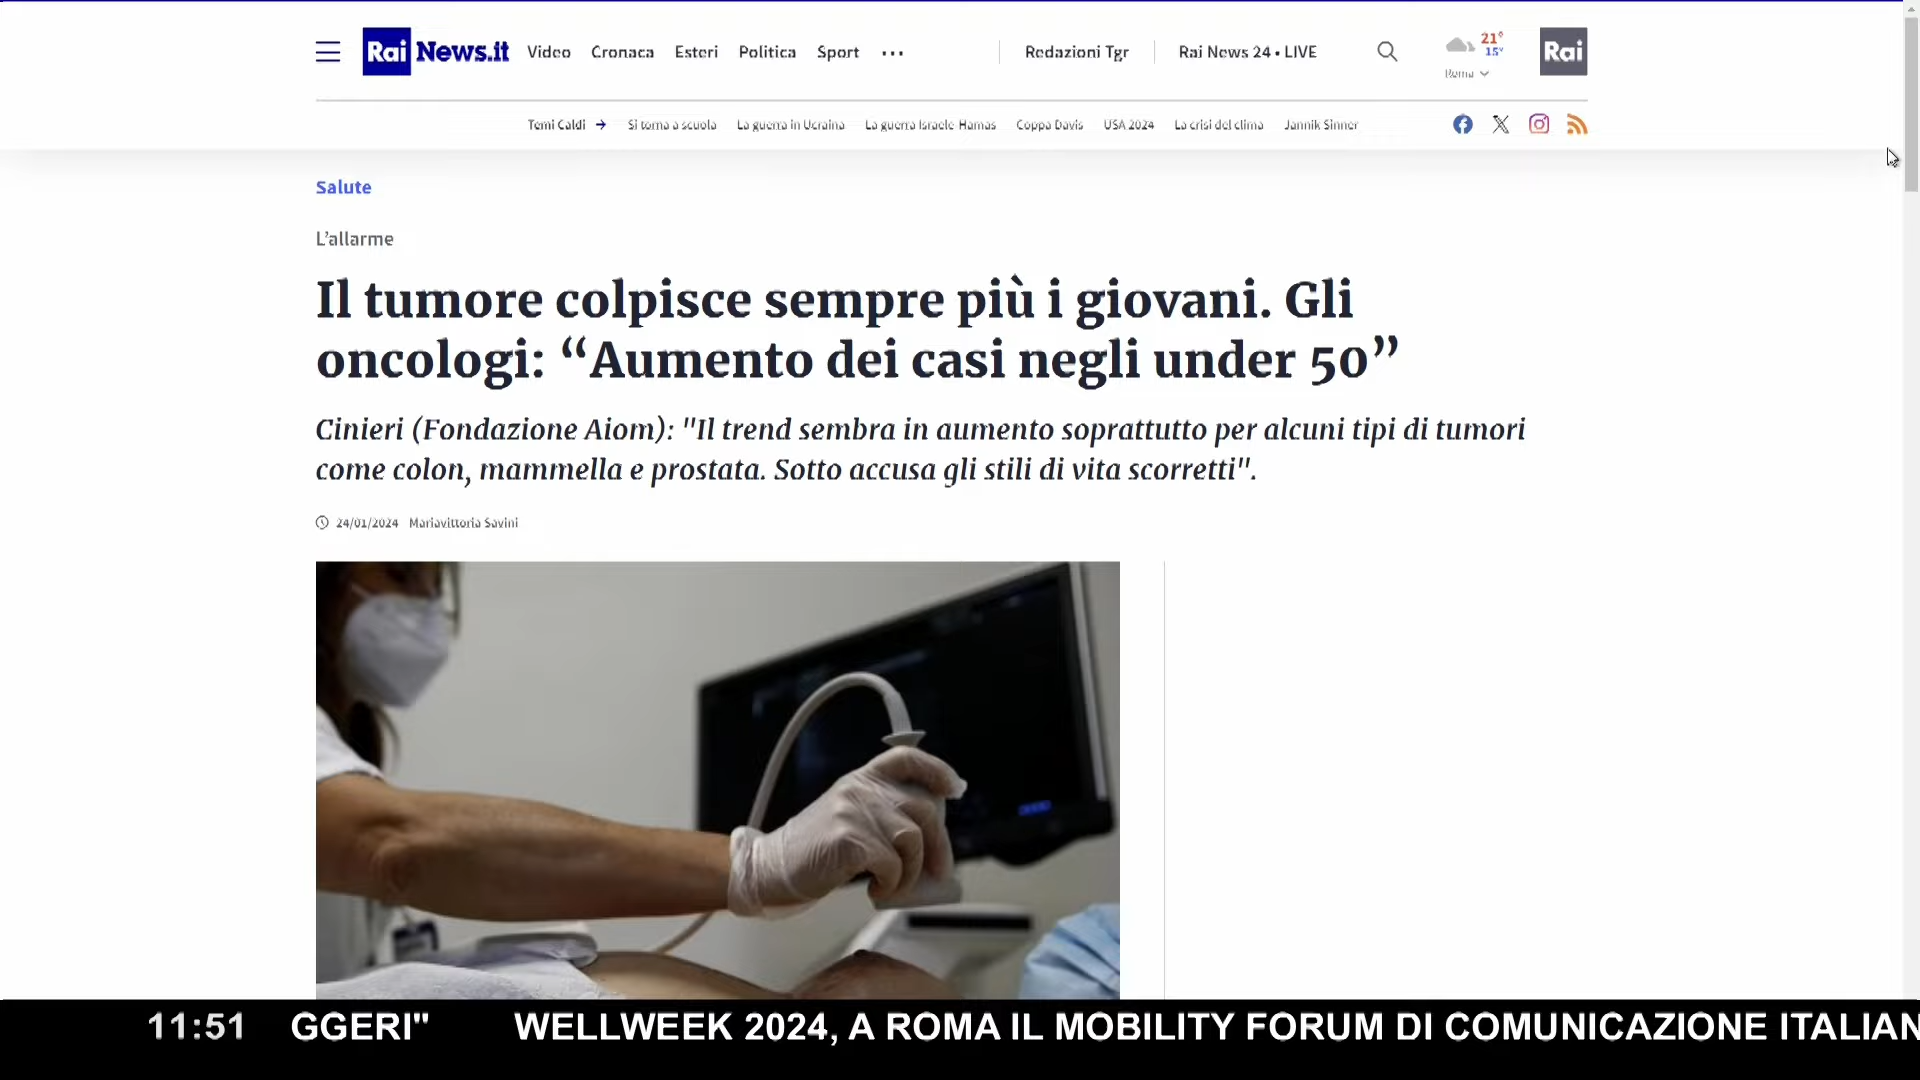 Rai News.it Video Cronaca Esteri Politica Sport ... Redazioni Tgr Rai News 24 • LIVE 21° 15° Roma Rai
Temi Caldi → Si torna a scuola La guerra in Ucraina La guerra Israele-Hamas Coppa Davis USA 2024 La crisi del clima Jannik Sinner
Salute
L'allarme
Il tumore colpisce sempre più i giovani. Gli
oncologi: “Aumento dei casi negli under 50”
Cinieri (Fondazione Aiom): "Il trend sembra in aumento soprattutto per alcuni tipi di tumori
come colon, mammella e prostata. Sotto accusa gli stili di vita scorretti".
24/01/2024 Mariavittoria Savini
11:51 GGERI" WELLWEEK 2024, A ROMA IL MOBILITY FORUM DI COMUNICAZIONE ITALIAN